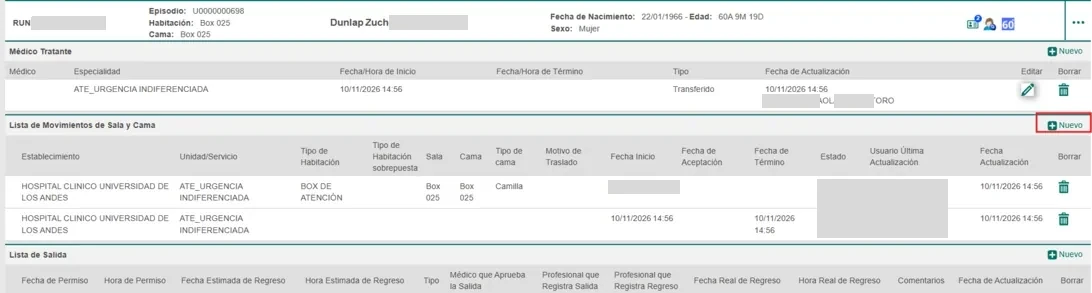 Episodio: U0000000698
RUN
Habitación: Box 025
Cama: Box 025
Dunlap Zuch
Fecha de Nacimiento: 22/01/1966 - Edad: 60A 9M 19D
Sexo: Mujer
2
60
Médico Tratante
Nuevo
Médico Especialidad Fecha/Hora de Inicio Fecha/Hora de Término Tipo Fecha de Actualización Editar Borrar
ATE_URGENCIA INDIFERENCIADA 10/11/2026 14:56 Transferido 10/11/2026 14:56
AOL ORO
Lista de Movimientos de Sala y Cama
Nuevo
Establecimiento Unidad/Servicio Tipo de Habitación Tipo de Habitación sobrepuesta Sala Cama Tipo de cama Motivo de Traslado Fecha Inicio Fecha de Aceptación Fecha de Término Estado Usuario Última Actualización Fecha Actualización Borrar
HOSPITAL CLINICO UNIVERSIDAD DE LOS ANDES ATE_URGENCIA INDIFERENCIADA BOX DE ATENCIÓN Box 025 Box 025 Camilla 10/11/2026 14:56
HOSPITAL CLINICO UNIVERSIDAD DE LOS ANDES ATE_URGENCIA INDIFERENCIADA 10/11/2026 14:56 10/11/2026 14:56 10/11/2026 14:56
Lista de Salida
Nuevo
Fecha de Permiso Hora de Permiso Fecha Estimada de Regreso Hora Estimada de Regreso Tipo Médico que Aprueba la Salida Profesional que Registra Salida Profesional que Registra Regreso Fecha Real de Regreso Hora Real de Regreso Comentarios Fecha de Actualización Borrar